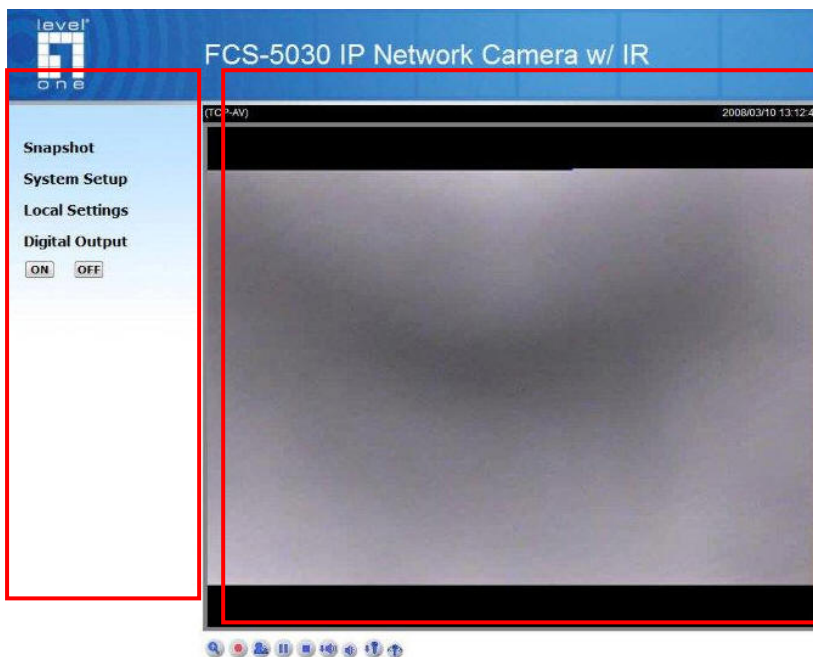 level
one
FCS-5030 IP Network Camera w/ IR
(TCP-AV)
2008/03/10 13:12:4
Snapshot
System Setup
Local Settings
Digital Output
ON OFF